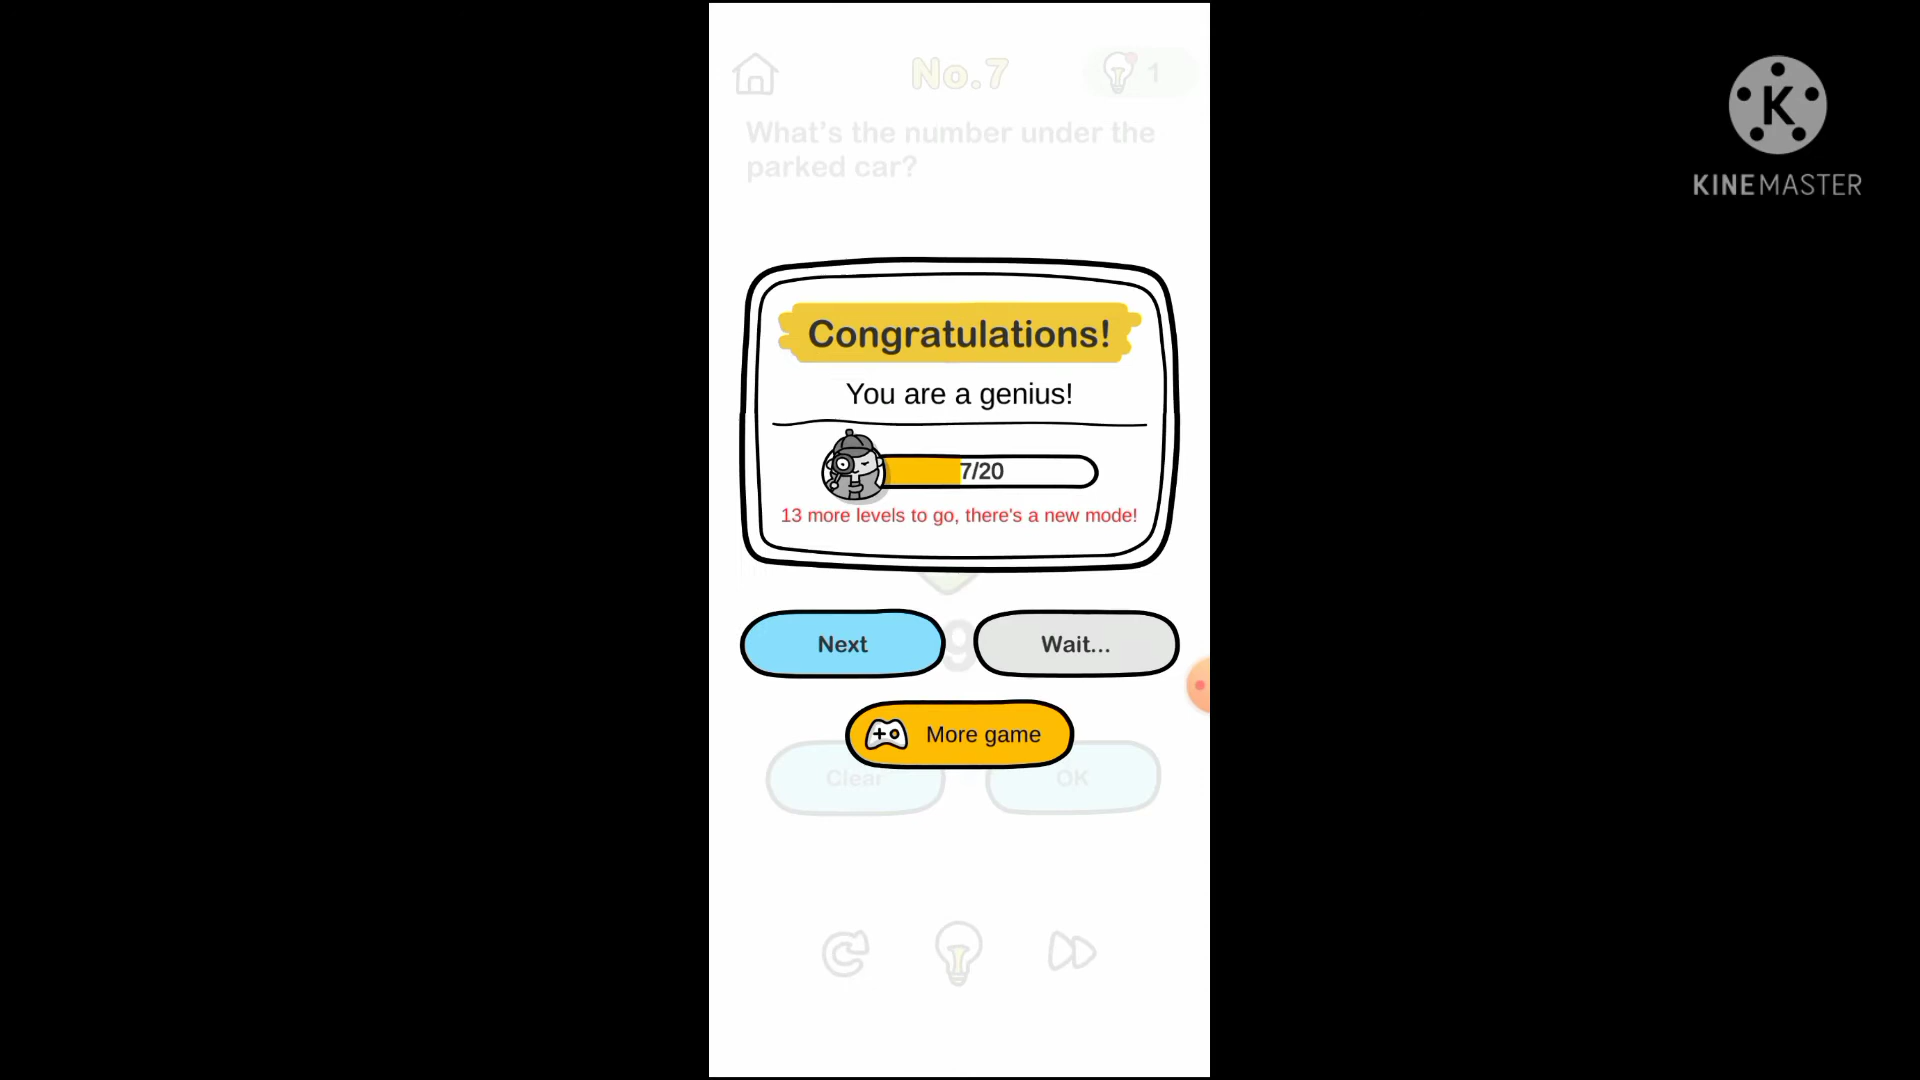 No.7
1
What's the number under the
parked car?
K
KINEMASTER
Congratulations!
You are a genius!
7/20
13 more levels to go, there's a new mode!
9
Next
Wait...
More game
Clear
OK